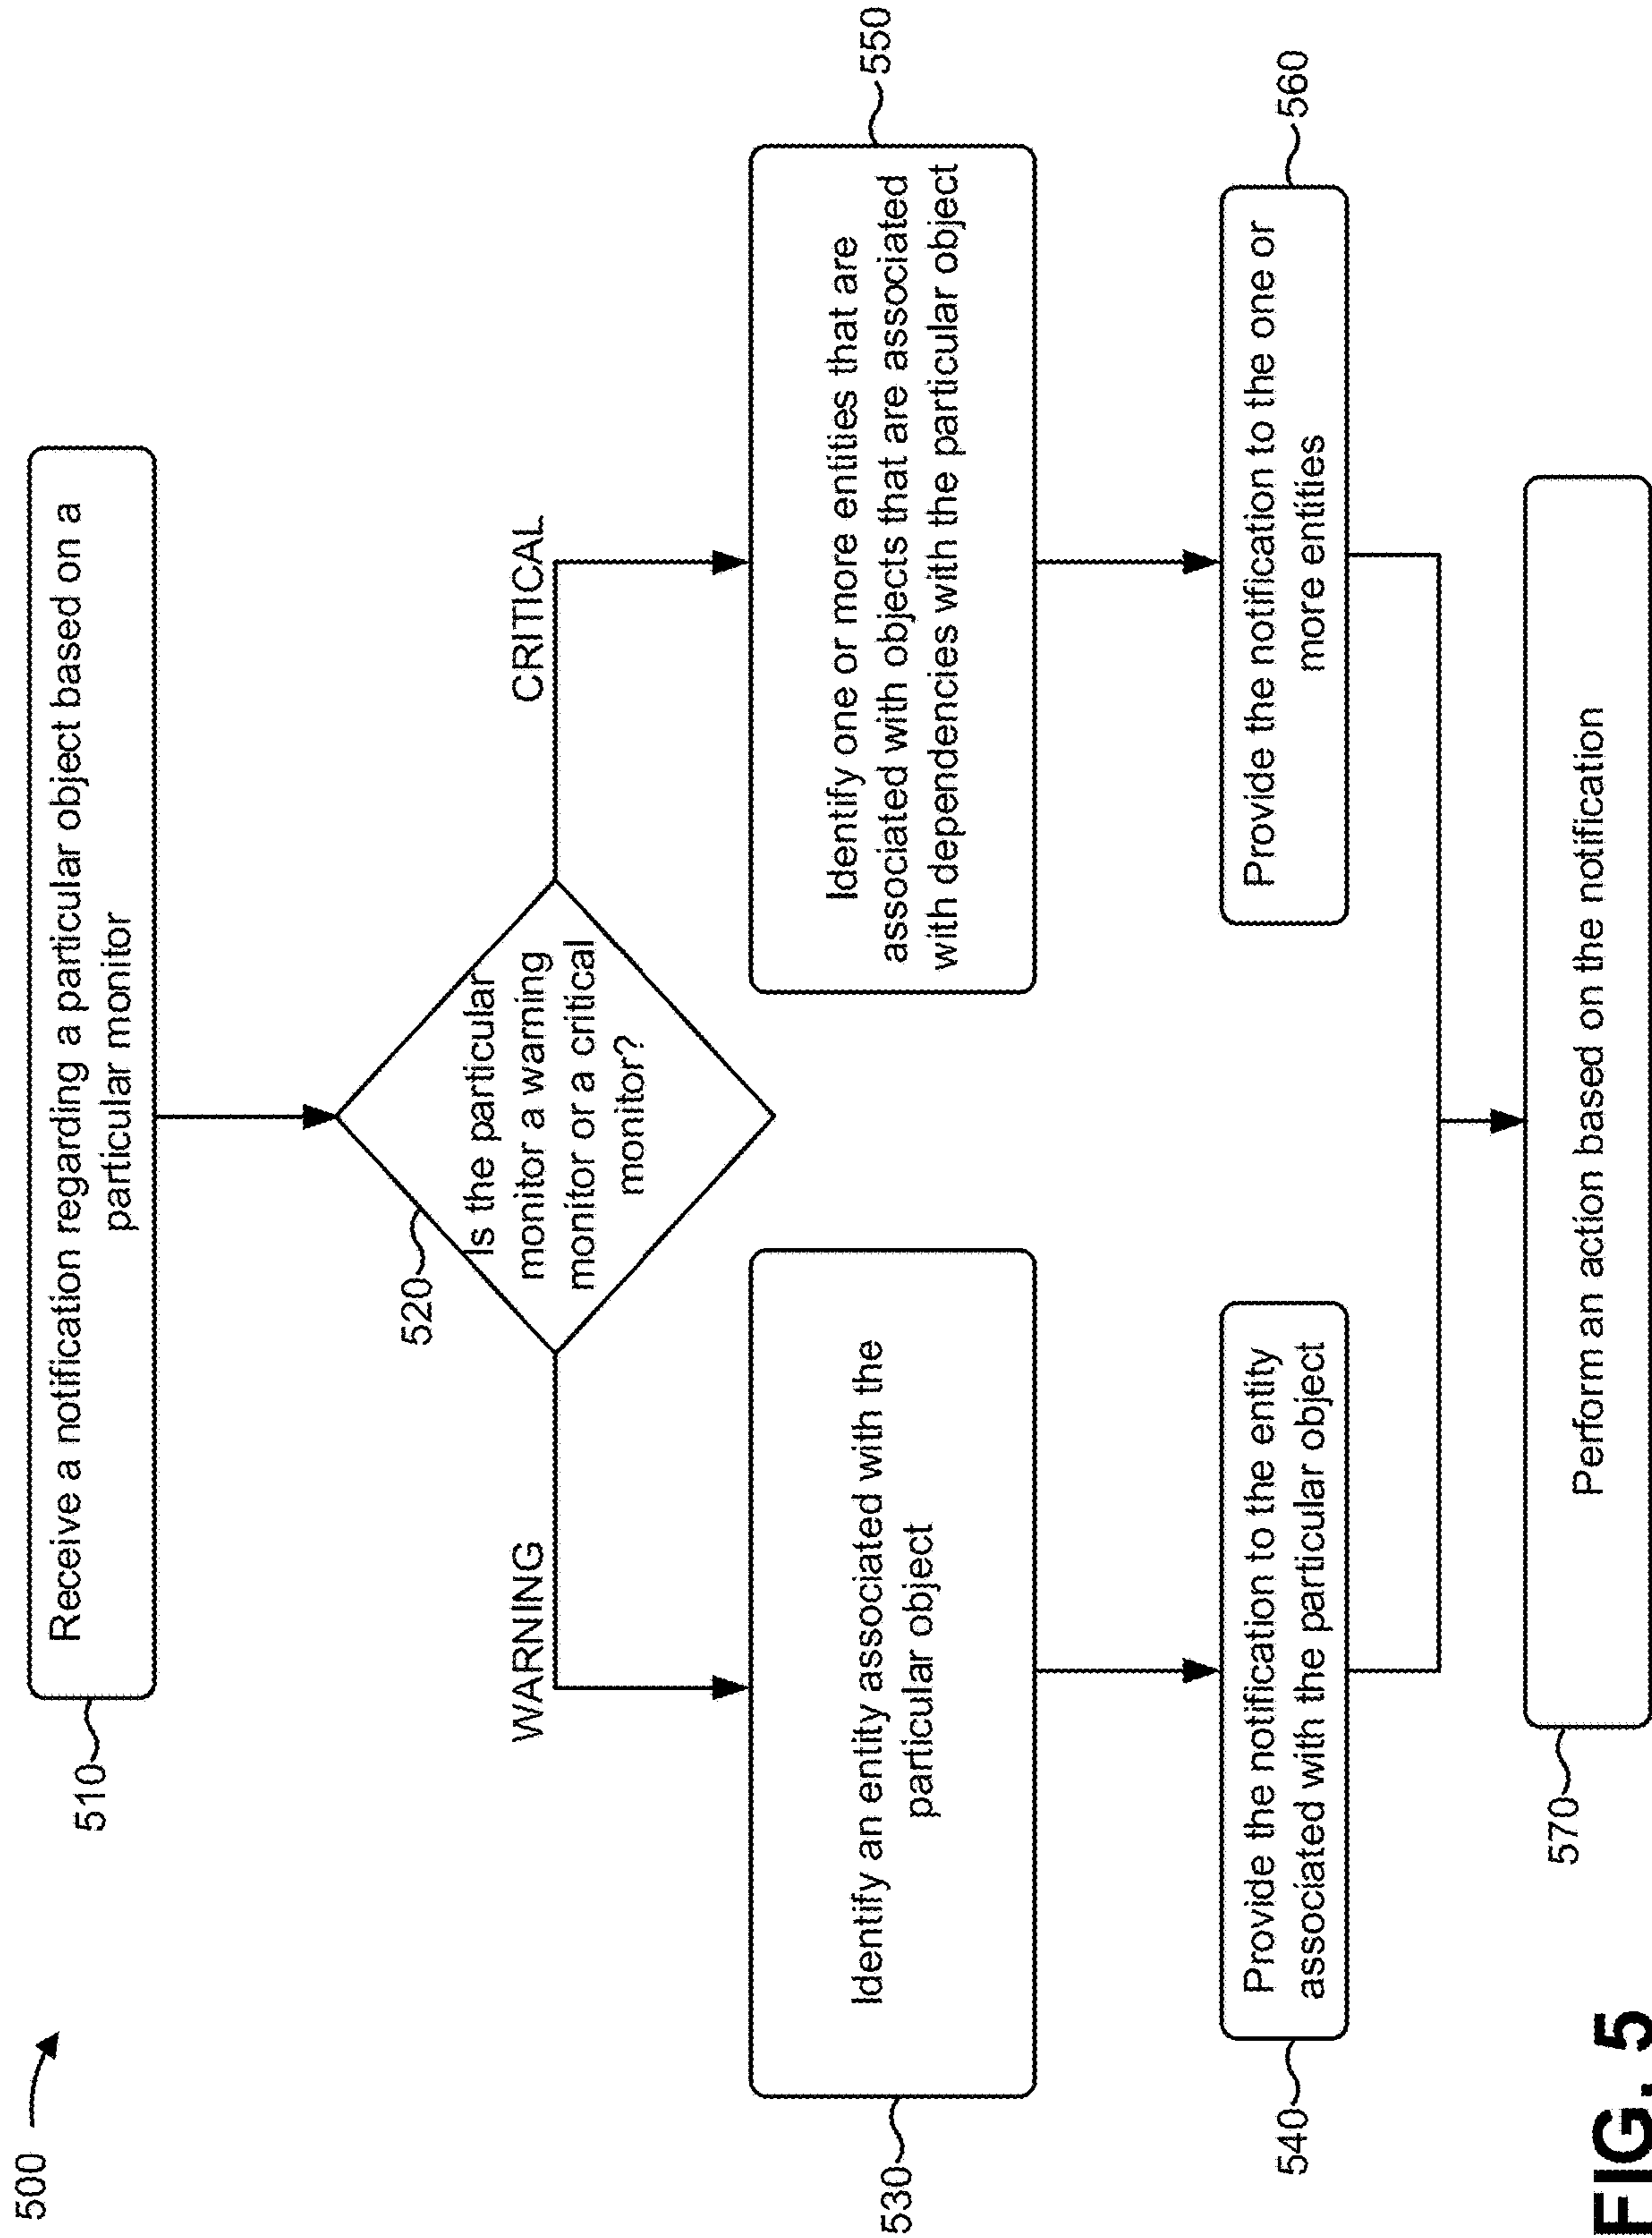 500
510
Receive a notification regarding a particular object based on a
particular monitor
520
Is the particular
monitor a warning
monitor or a critical
monitor?
WARNING
CRITICAL
530
Identify an entity associated with the
particular object
550
Identify one or more entities that are
associated with objects that are associated
with dependencies with the particular object
540
Provide the notification to the entity
associated with the particular object
560
Provide the notification to the one or
more entities
570
Perform an action based on the notification
FIG. 5